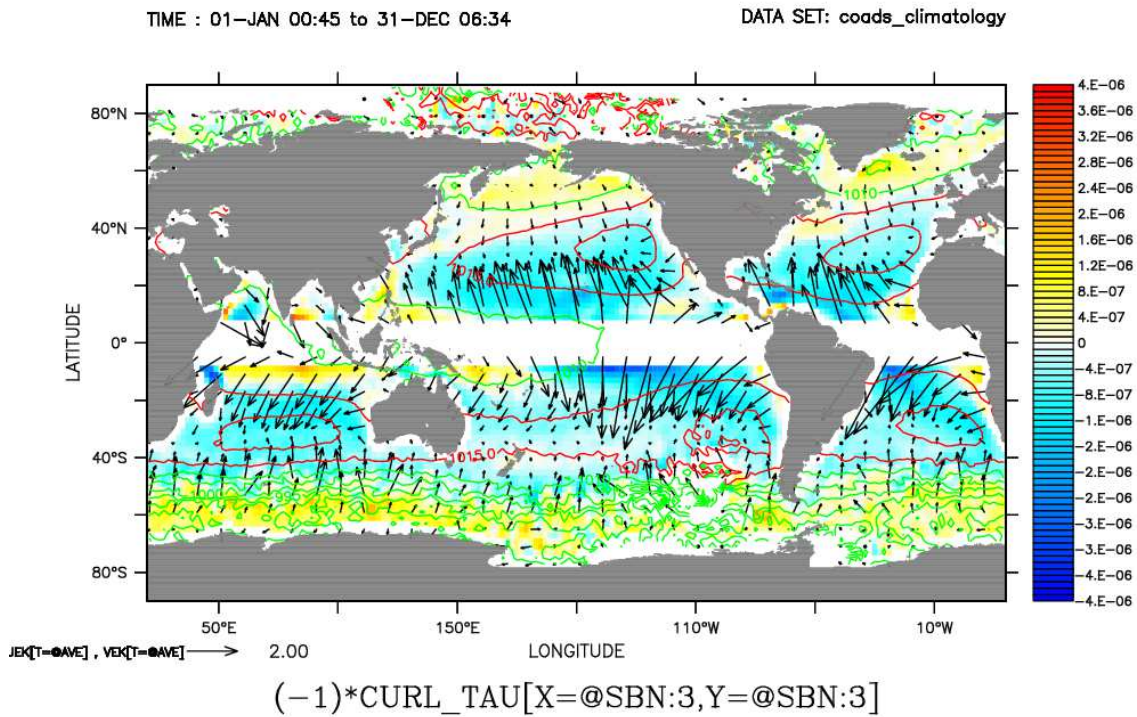 TIME : 01-JAN 00:45 to 31-DEC 06:34
DATA SET: coads_climatology
LATITUDE
80°N
40°N
0°
40°S
80°S
1010
1015.0
50°E
150°E
110°W
10°W
LONGITUDE
4.E-06
3.6E-06
3.2E-06
2.8E-06
2.E-06
2.E-06
1.6E-06
1.2E-06
8.E-07
4.E-07
0
-4.E-07
-8.E-07
-1.E-06
-2.E-06
-2.E-06
-2.E-06
-3.E-06
-3.E-06
-4.E-06
-4.E-06
JEK[T=@AVE] , VEK[T=@AVE]
2.00
(-1)*CURL_TAU[X=@SBN:3,Y=@SBN:3]